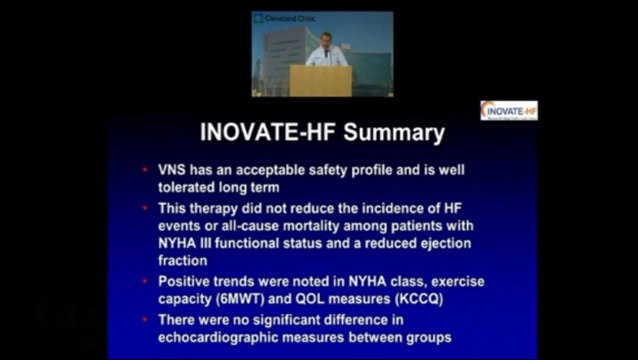 Cleveland Clinic
INOVATE-HF
INOVATE-HF Summary
• VNS has an acceptable safety profile and is well
tolerated long term
• This therapy did not reduce the incidence of HF
events or all-cause mortality among patients with
NYHA III functional status and a reduced ejection
fraction
• Positive trends were noted in NYHA class, exercise
capacity (6MWT) and QOL measures (KCCQ)
• There were no significant difference in
echocardiographic measures between groups